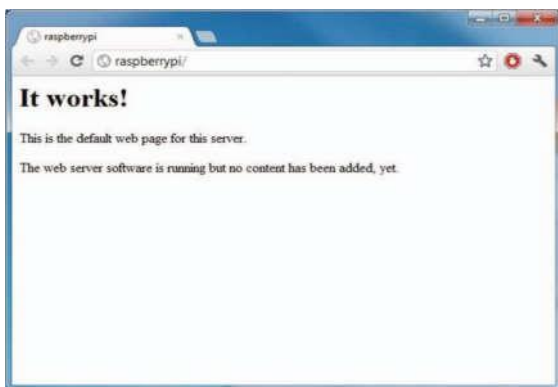 raspberrypi
raspberrypi/
It works!
This is the default web page for this server.
The web server software is running but no content has been added, yet.